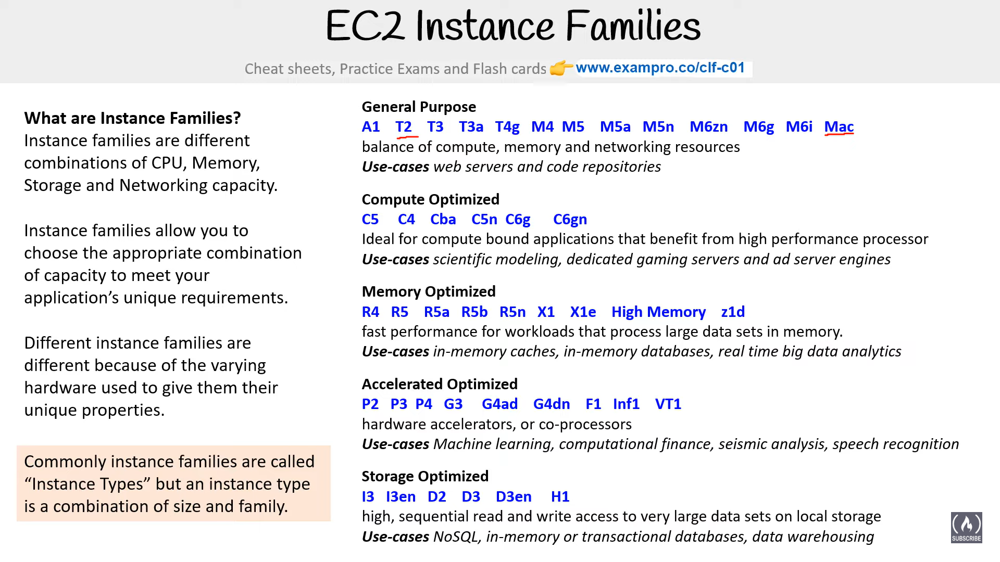 EC2 Instance Families
Cheat sheets, Practice Exams and Flash cards 👉 www.exampro.co/clf-c01
What are Instance Families?
Instance families are different
combinations of CPU, Memory,
Storage and Networking capacity.
Instance families allow you to
choose the appropriate combination
of capacity to meet your
application’s unique requirements.
Different instance families are
different because of the varying
hardware used to give them their
unique properties.
Commonly instance families are called
“Instance Types” but an instance type
is a combination of size and family.
General Purpose
A1 T2 T3 T3a T4g M4 M5 M5a M5n M6zn M6g M6i Mac
balance of compute, memory and networking resources
Use-cases web servers and code repositories
Compute Optimized
C5 C4 Cba C5n C6g C6gn
Ideal for compute bound applications that benefit from high performance processor
Use-cases scientific modeling, dedicated gaming servers and ad server engines
Memory Optimized
R4 R5 R5a R5b R5n X1 X1e High Memory z1d
fast performance for workloads that process large data sets in memory.
Use-cases in-memory caches, in-memory databases, real time big data analytics
Accelerated Optimized
P2 P3 P4 G3 G4ad G4dn F1 Inf1 VT1
hardware accelerators, or co-processors
Use-cases Machine learning, computational finance, seismic analysis, speech recognition
Storage Optimized
I3 I3en D2 D3 D3en H1
high, sequential read and write access to very large data sets on local storage
Use-cases NoSQL, in-memory or transactional databases, data warehousing
SUBSCRIBE